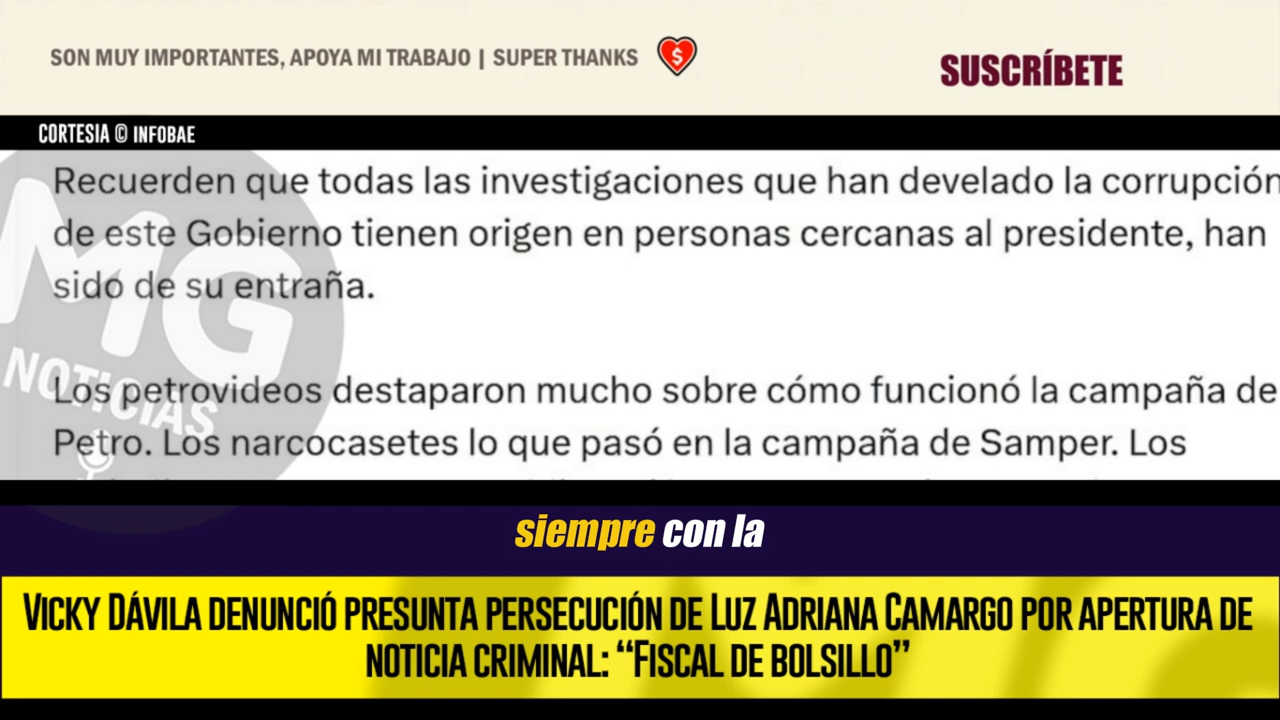 SON MUY IMPORTANTES, APOYA MI TRABAJO | SUPER THANKS $
SUSCRÍBETE
CORTESIA © INFOBAE
Recuerden que todas las investigaciones que han develado la corrupción
de este Gobierno tienen origen en personas cercanas al presidente, han
sido de su entraña.
Los petrovideos destaparon mucho sobre cómo funcionó la campaña de
Petro. Los narcocasetes lo que pasó en la campaña de Samper. Los
MG
NOTICIAS
siempre con la
VICKY DÁVILA DENUNCIÓ PRESUNTA PERSECUCIÓN DE LUZ ADRIANA CAMARGO POR APERTURA DE
NOTICIA CRIMINAL: “FISCAL DE BOLSILLO”